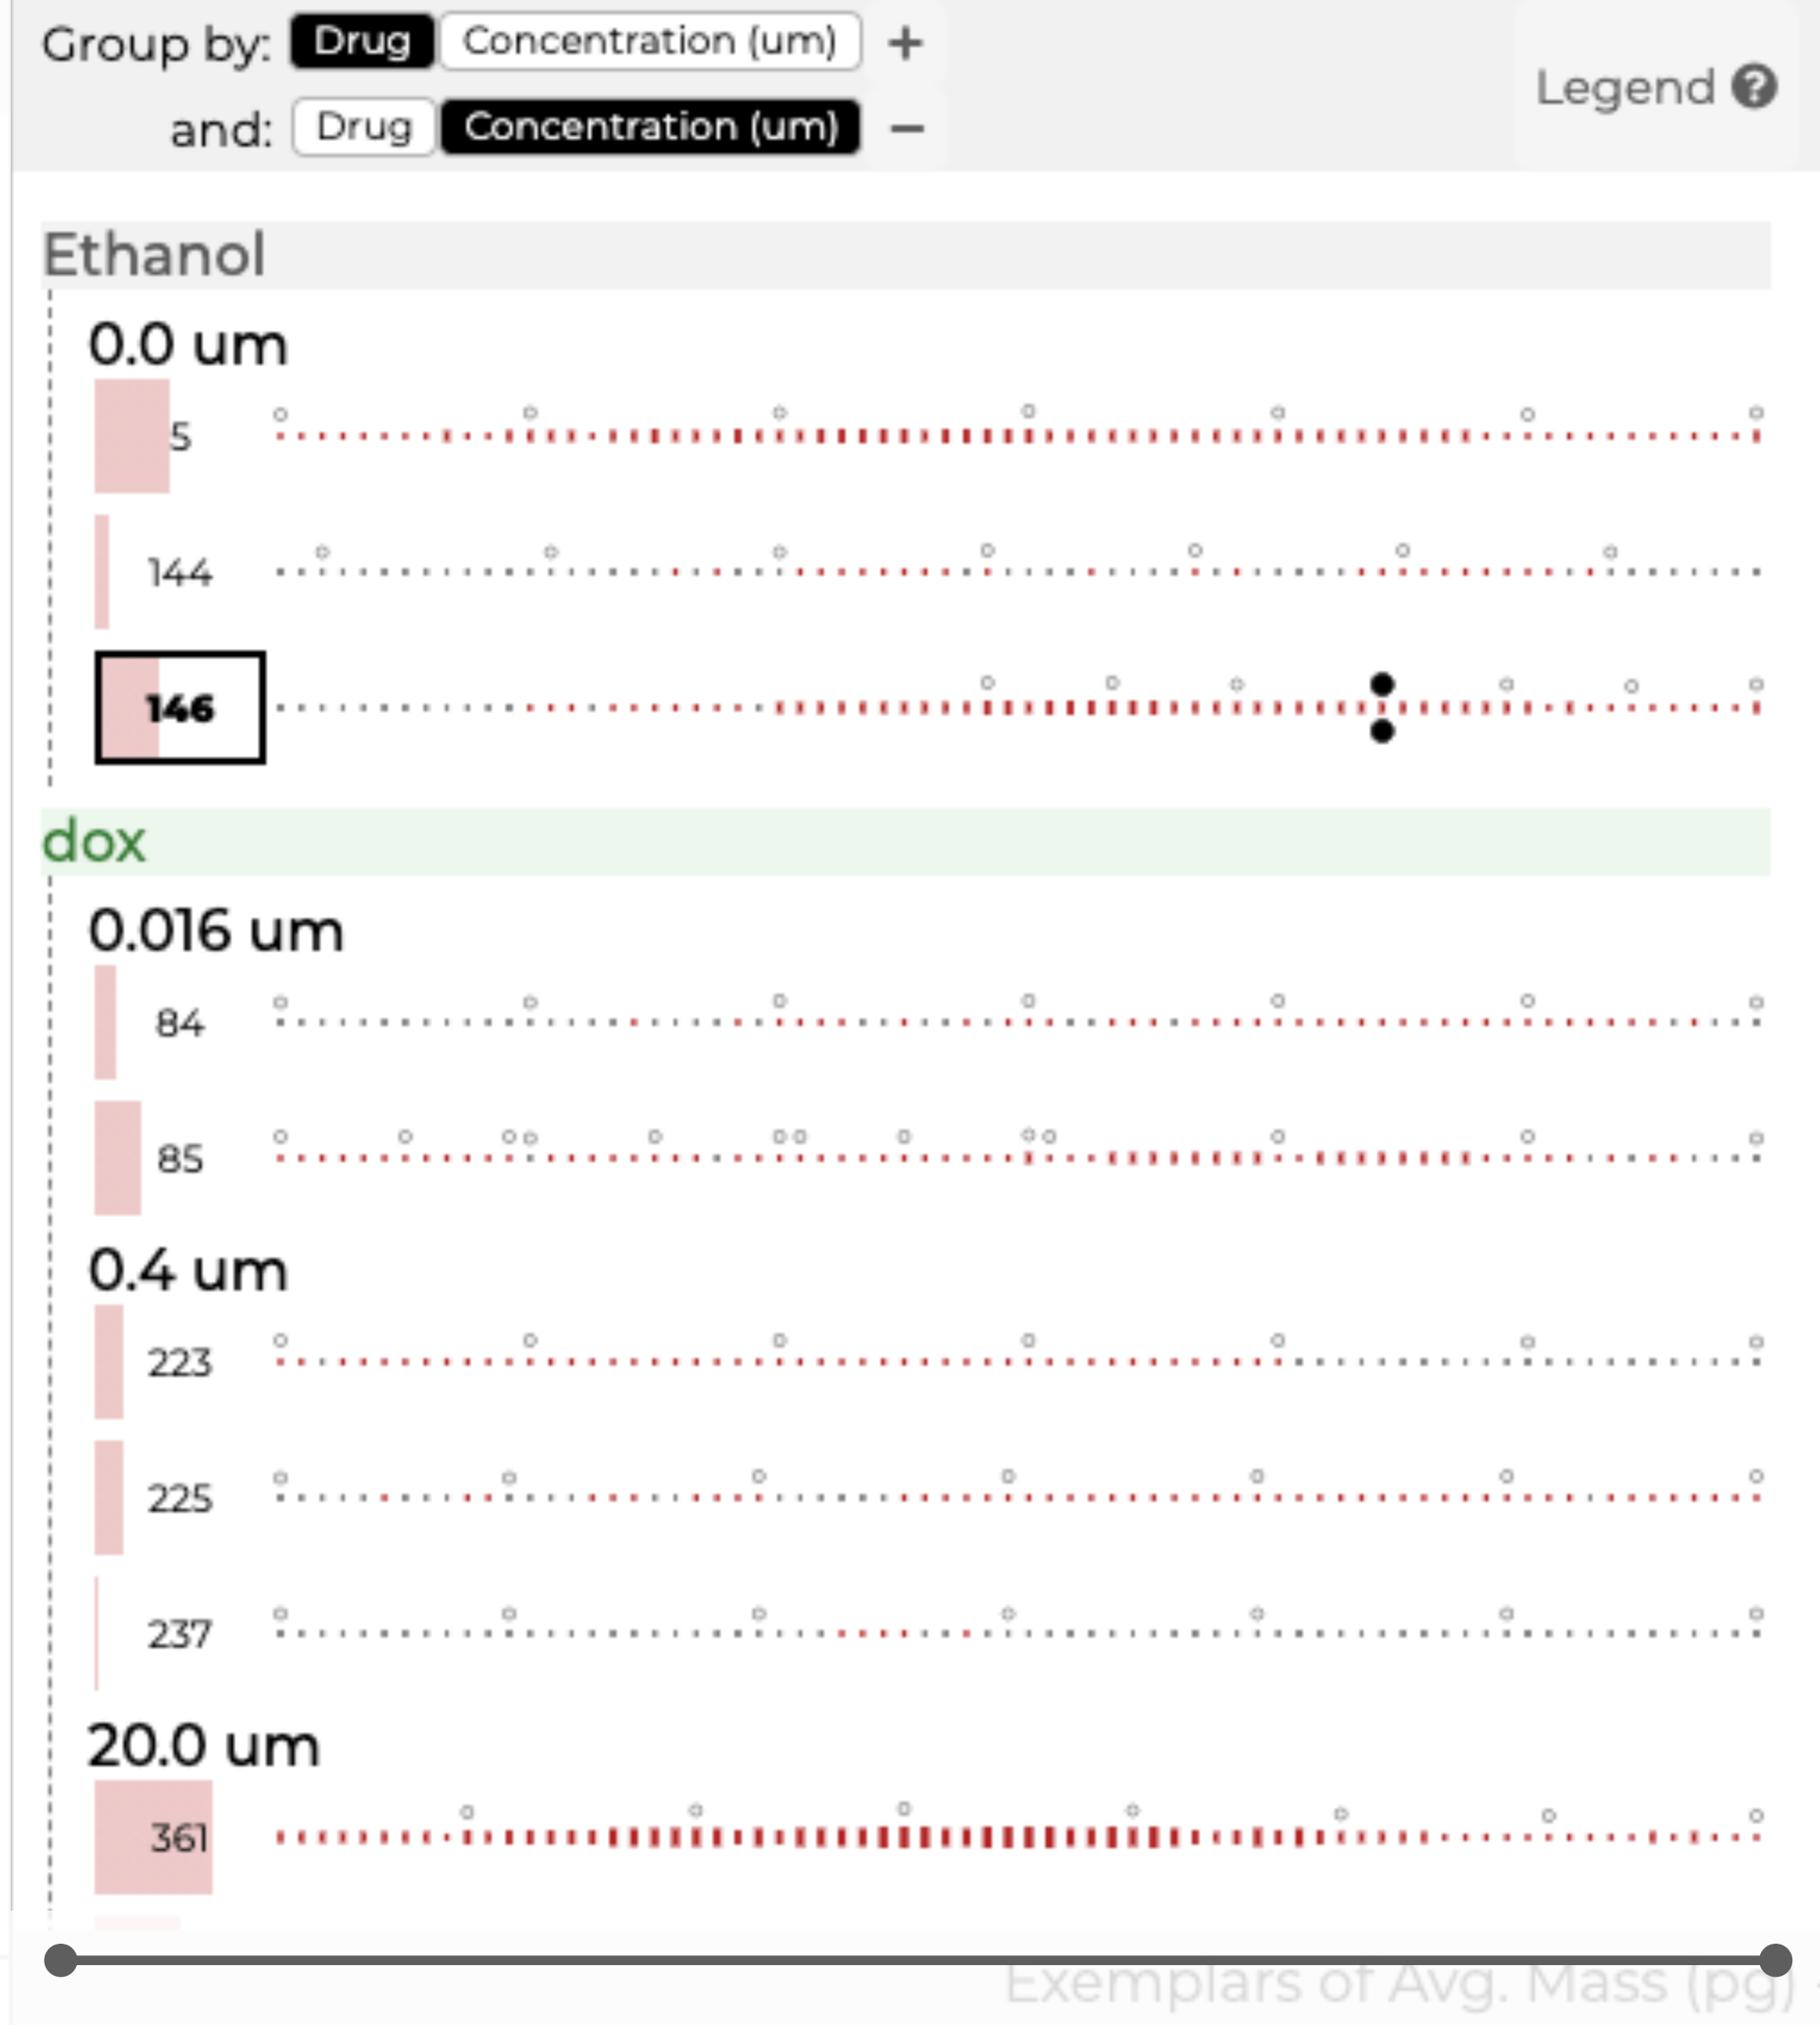 Group by: Drug Concentration (um) +
and: Drug Concentration (um) −
Legend ?
Ethanol
0.0 um
5
144
146
dox
0.016 um
84
85
0.4 um
223
225
237
20.0 um
361
Exemplars of Avg. Mass (pg)